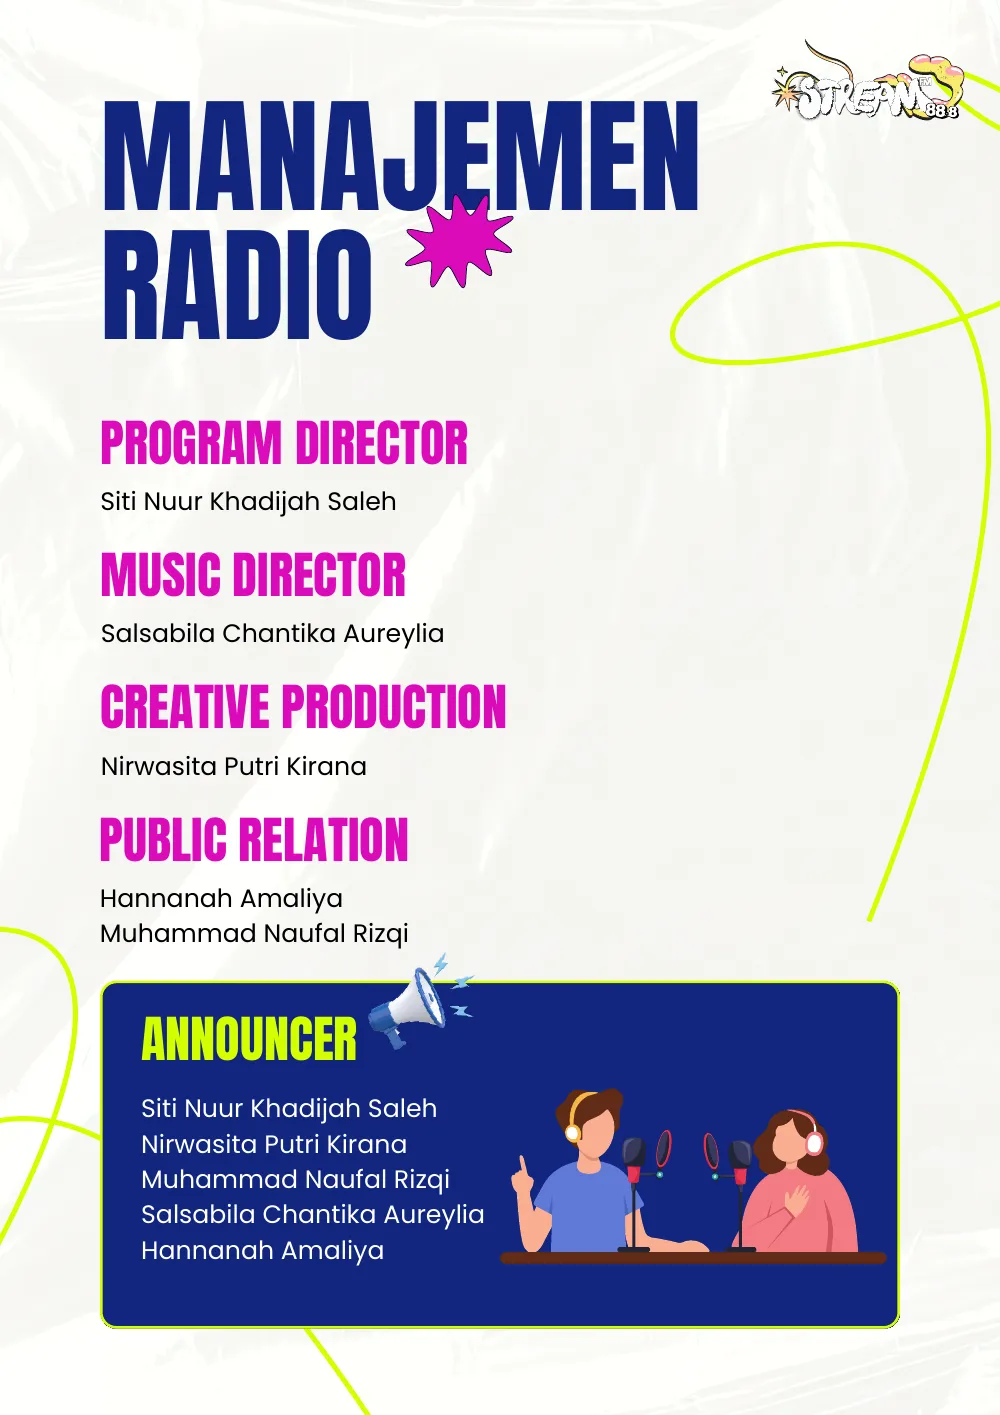 STREAM FM
88.8
MANAJEMEN
RADIO
PROGRAM DIRECTOR
Siti Nuur Khadijah Saleh
MUSIC DIRECTOR
Salsabila Chantika Aureylia
CREATIVE PRODUCTION
Nirwasita Putri Kirana
PUBLIC RELATION
Hannanah Amaliya
Muhammad Naufal Rizqi
ANNOUNCER
Siti Nuur Khadijah Saleh
Nirwasita Putri Kirana
Muhammad Naufal Rizqi
Salsabila Chantika Aureylia
Hannanah Amaliya